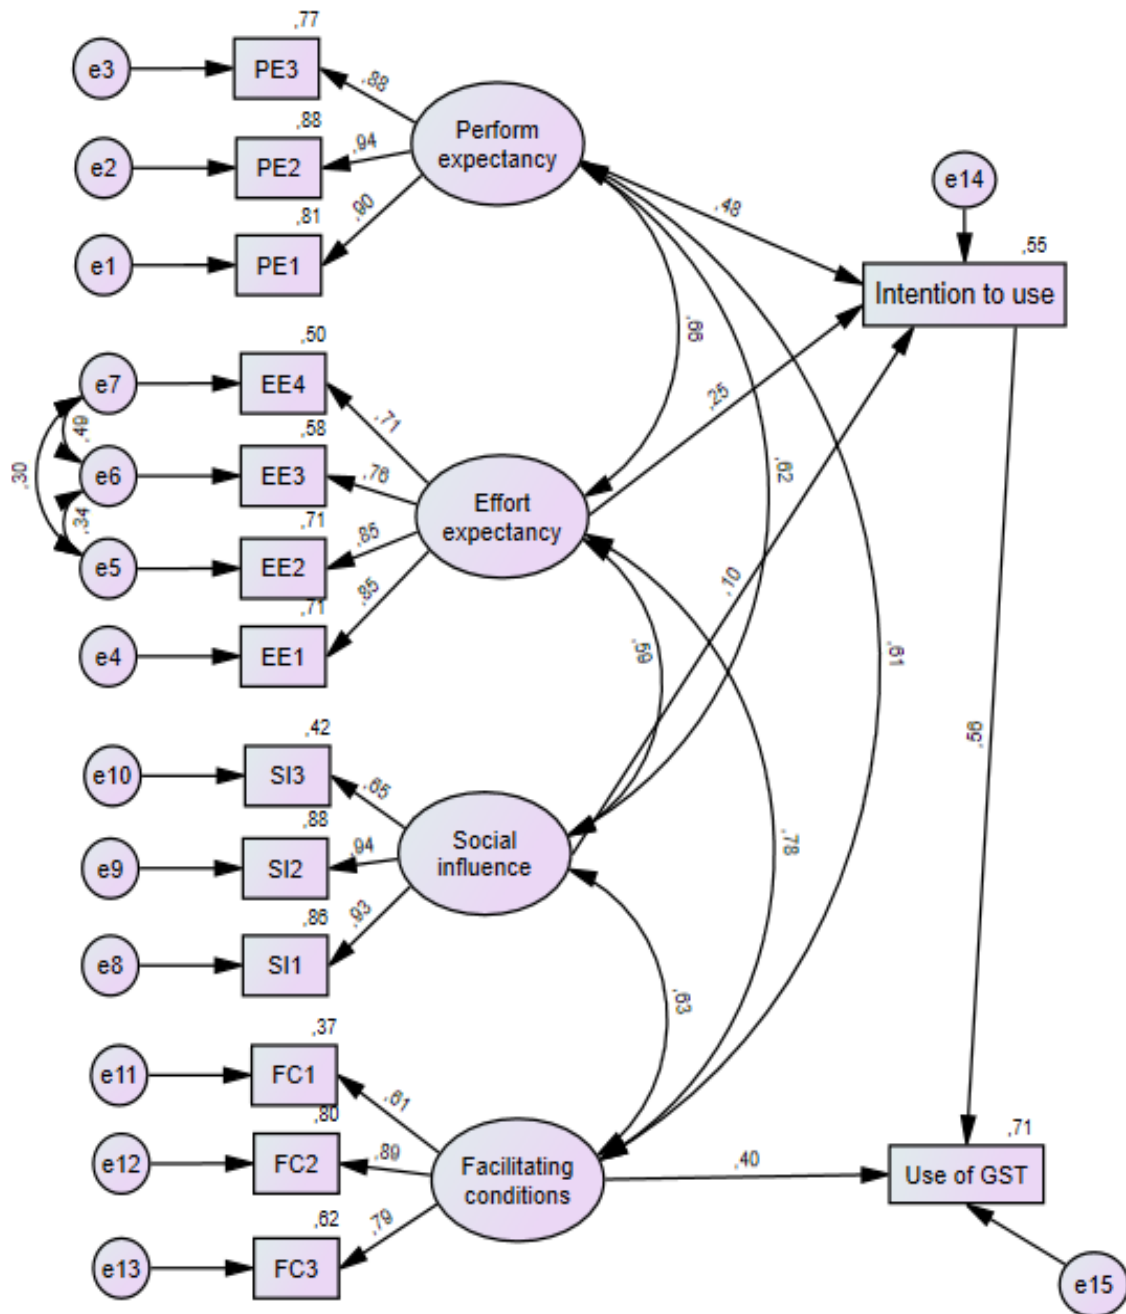 ,77
e3
PE3
,88
,88
e2
PE2
,94
Perform
expectancy
,81
e1
PE1
,90
e14
,48
,55
Intention to use
,66
,50
e7
EE4
,71
,49
,58
e6
EE3
,76
,30
,34
,71
e5
EE2
,85
Effort
expectancy
,25
,62
,71
e4
EE1
,85
,10
,59
,61
,42
e10
SI3
,65
,88
e9
SI2
,94
Social
influence
,86
e8
SI1
,93
,78
,63
,37
e11
FC1
,61
,80
e12
FC2
,89
Facilitating
conditions
,40
,71
Use of GST
,62
e13
FC3
,79
e15